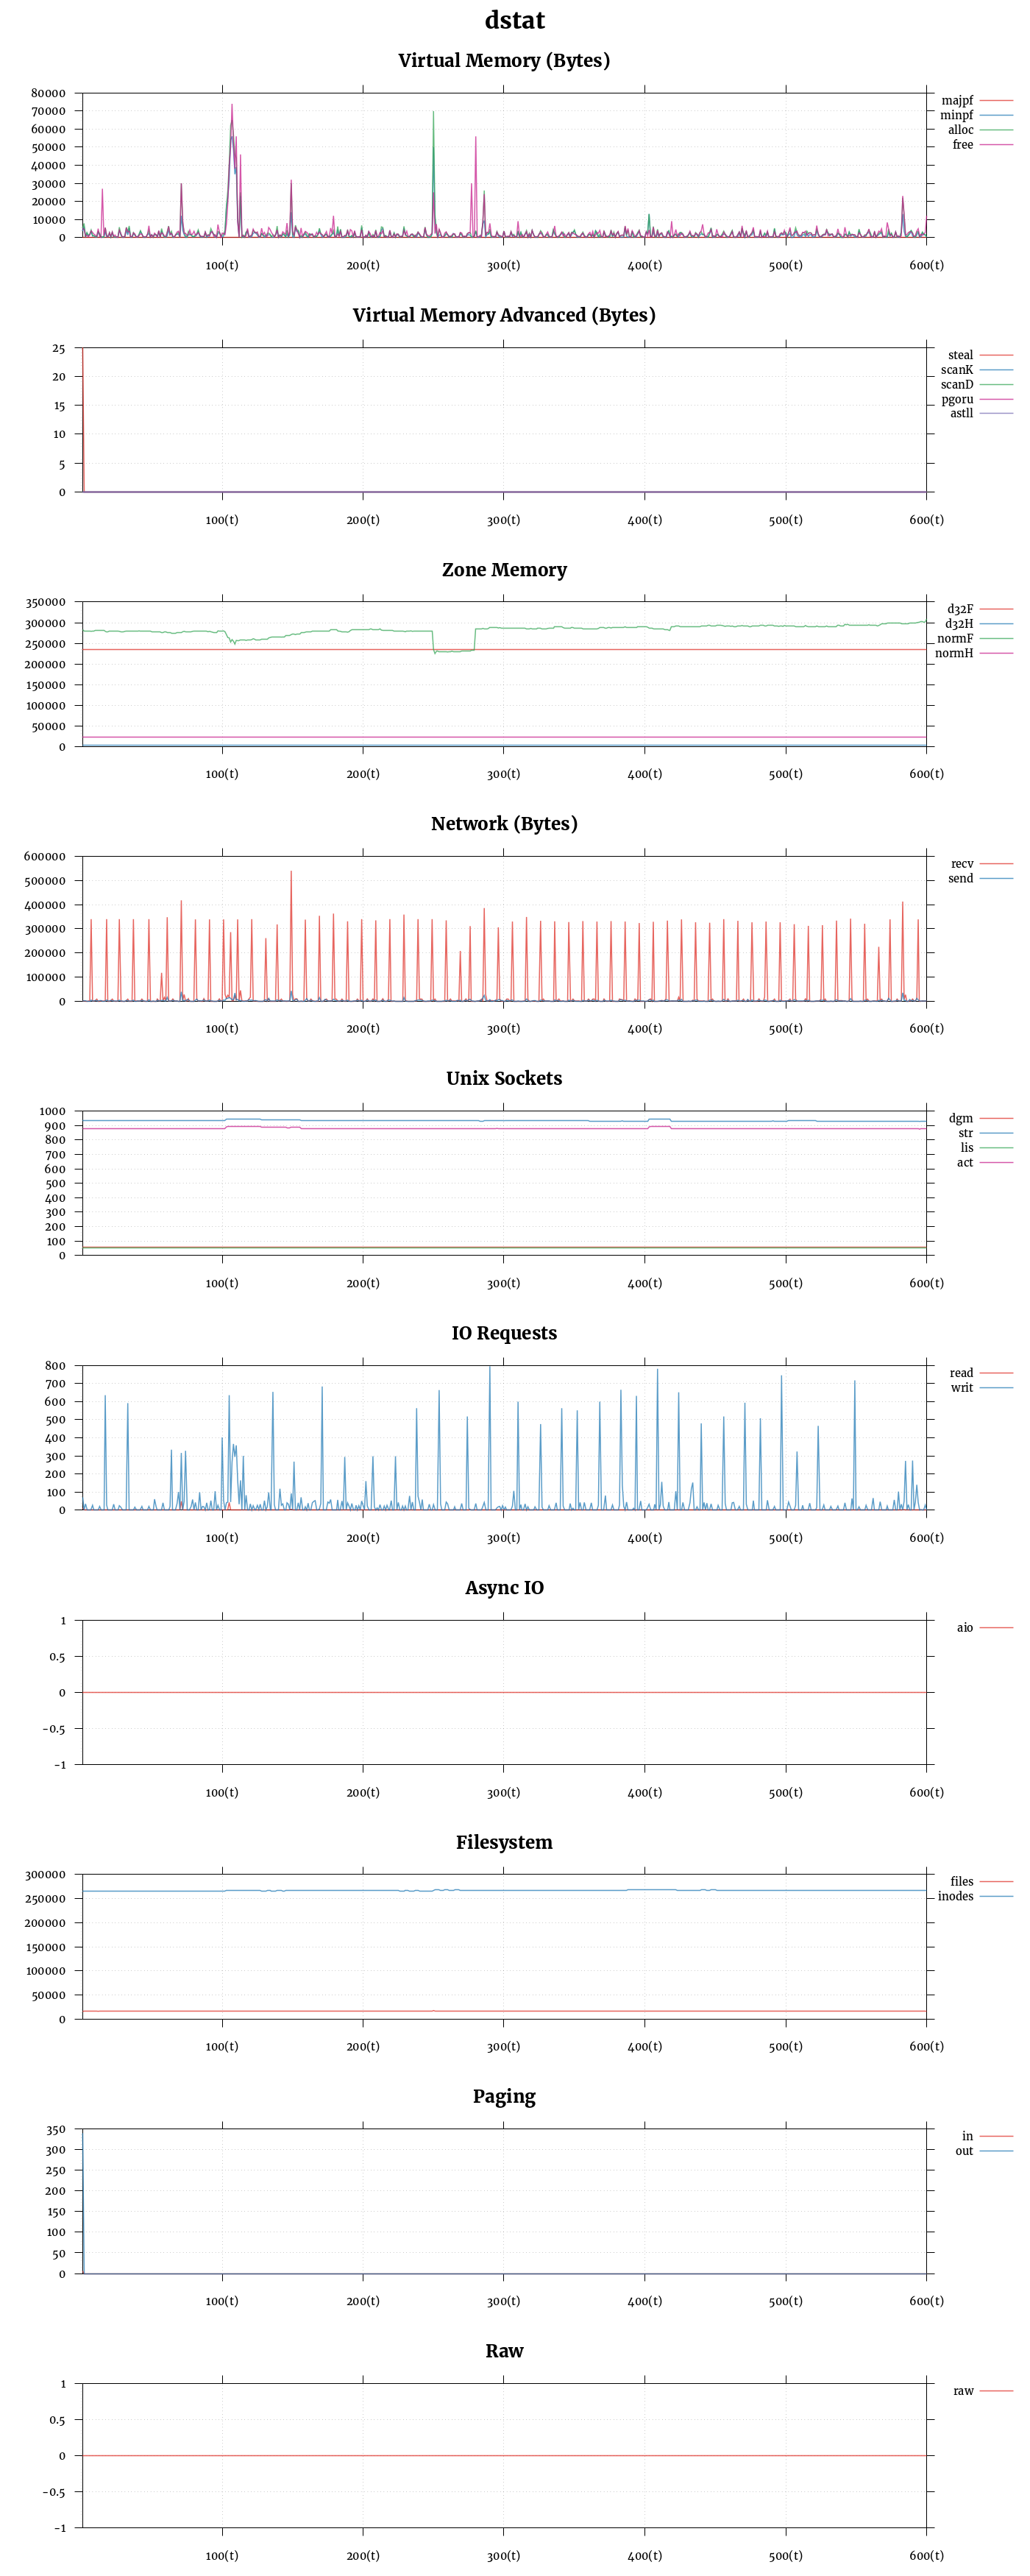 dstat
Virtual Memory (Bytes)
80000
70000
60000
50000
40000
30000
20000
10000
0
100(t) 200(t) 300(t) 400(t) 500(t) 600(t)
majpf
minpf
alloc
free
Virtual Memory Advanced (Bytes)
25
20
15
10
5
0
100(t) 200(t) 300(t) 400(t) 500(t) 600(t)
steal
scanK
scanD
pgoru
astll
Zone Memory
350000
300000
250000
200000
150000
100000
50000
0
100(t) 200(t) 300(t) 400(t) 500(t) 600(t)
d32F
d32H
normF
normH
Network (Bytes)
600000
500000
400000
300000
200000
100000
0
100(t) 200(t) 300(t) 400(t) 500(t) 600(t)
recv
send
Unix Sockets
1000
900
800
700
600
500
400
300
200
100
0
100(t) 200(t) 300(t) 400(t) 500(t) 600(t)
dgm
str
lis
act
IO Requests
800
700
600
500
400
300
200
100
0
100(t) 200(t) 300(t) 400(t) 500(t) 600(t)
read
writ
Async IO
1
0.5
0
-0.5
-1
100(t) 200(t) 300(t) 400(t) 500(t) 600(t)
aio
Filesystem
300000
250000
200000
150000
100000
50000
0
100(t) 200(t) 300(t) 400(t) 500(t) 600(t)
files
inodes
Paging
350
300
250
200
150
100
50
0
100(t) 200(t) 300(t) 400(t) 500(t) 600(t)
in
out
Raw
1
0.5
0
-0.5
-1
100(t) 200(t) 300(t) 400(t) 500(t) 600(t)
raw